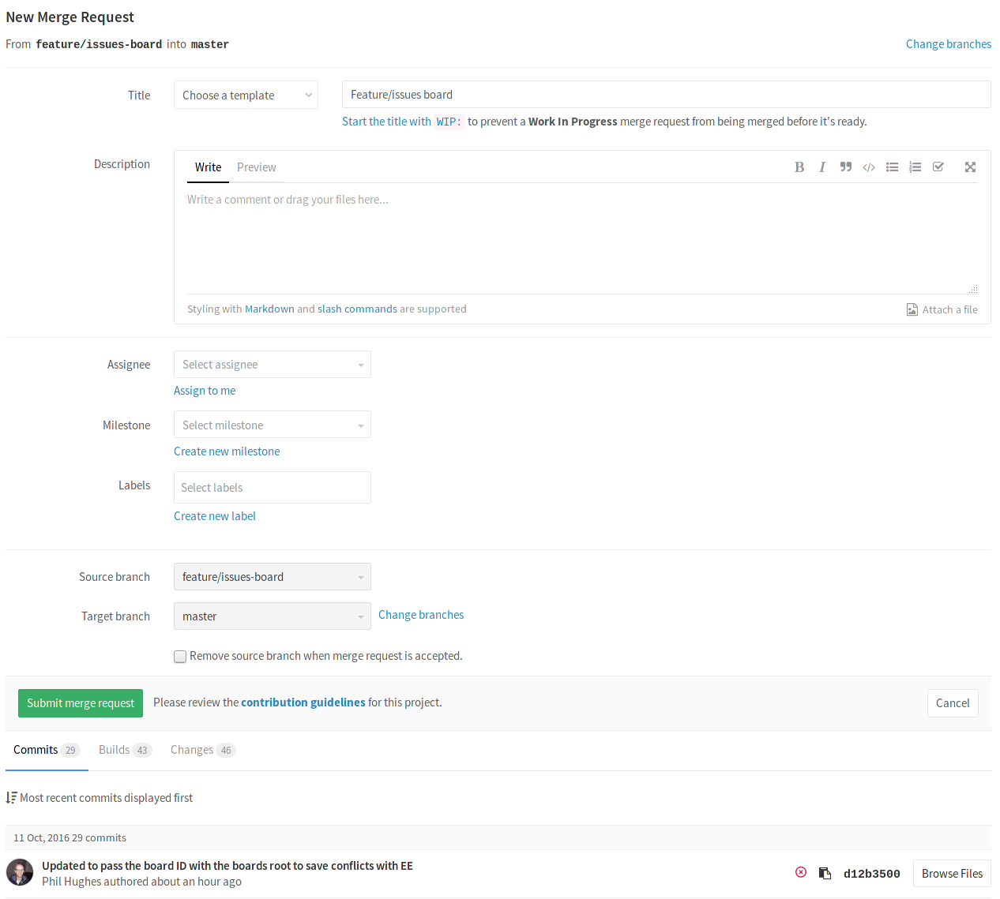 New Merge Request
From feature/issues-board into master
Change branches
Title
Choose a template
Feature/issues board
Start the title with WIP: to prevent a Work In Progress merge request from being merged before it's ready.
Description
Write
Preview
Write a comment or drag your files here...
Styling with Markdown and slash commands are supported
Attach a file
Assignee
Select assignee
Assign to me
Milestone
Select milestone
Create new milestone
Labels
Select labels
Create new label
Source branch
feature/issues-board
Target branch
master
Change branches
Remove source branch when merge request is accepted.
Submit merge request
Please review the contribution guidelines for this project.
Cancel
Commits 29
Builds 43
Changes 46
Most recent commits displayed first
11 Oct, 2016 29 commits
Updated to pass the board ID with the boards root to save conflicts with EE
Phil Hughes authored about an hour ago
d12b3500
Browse Files